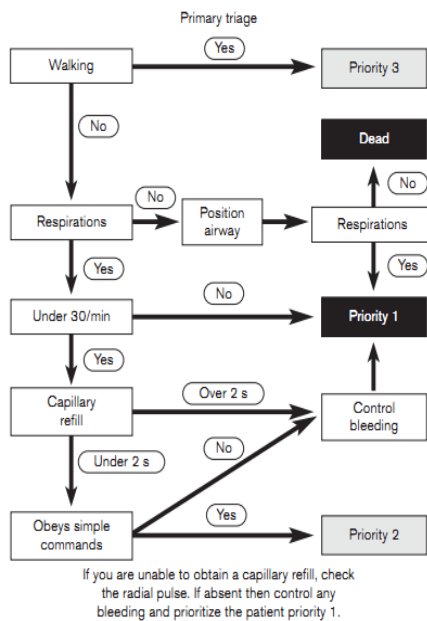 Primary triage
Walking
Yes
Priority 3
No
Dead
No
Respirations
No
Position
airway
Respirations
Yes
Yes
Under 30/min
No
Priority 1
Yes
Capillary
refill
Over 2 s
Control
bleeding
Under 2 s
No
Obeys simple
commands
Yes
Priority 2
If you are unable to obtain a capillary refill, check
the radial pulse. If absent then control any
bleeding and prioritize the patient priority 1.